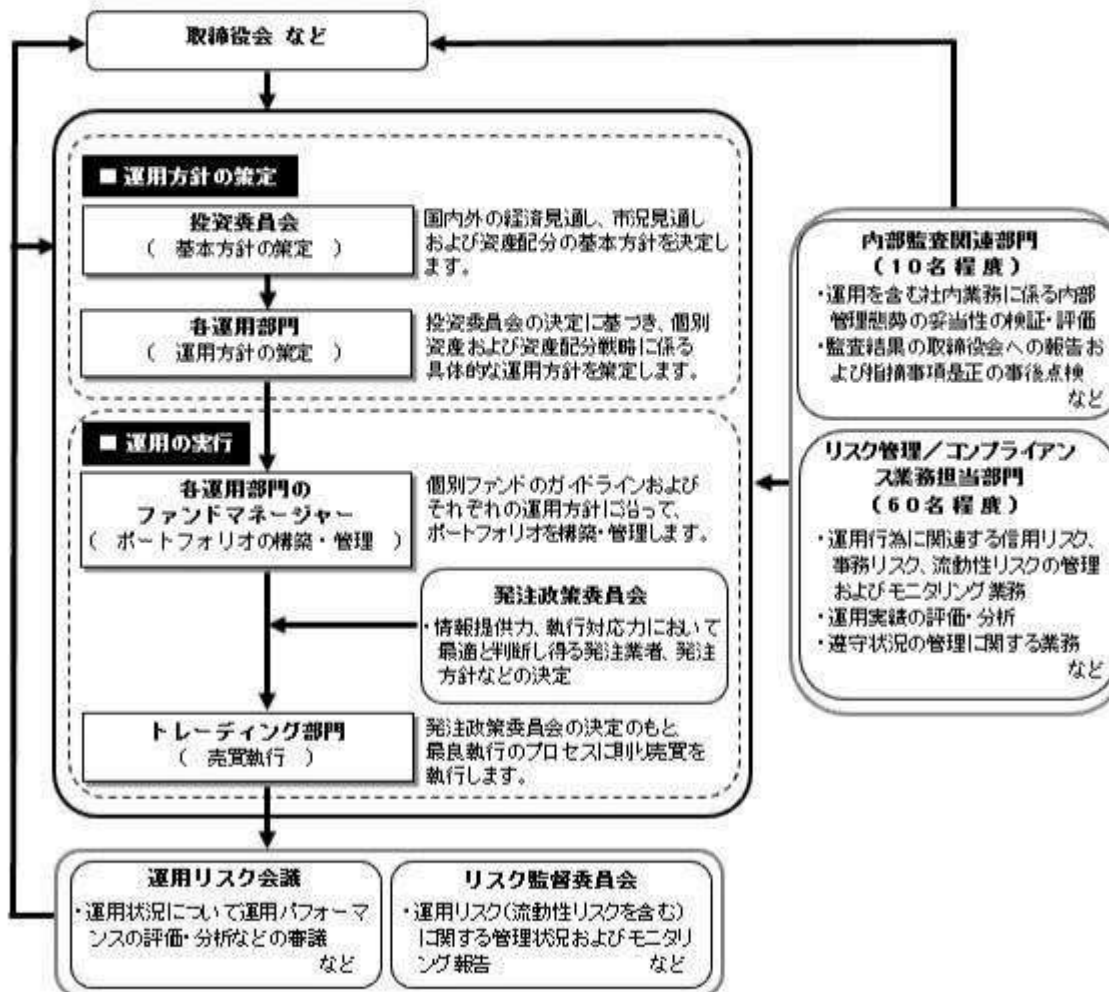 取締役会 など
■ 運用方針の策定
投資委員会
( 基本方針の策定 )
国内外の経済見通し、市況見通し
および資産配分の基本方針を決定し
ます。
各運用部門
( 運用方針の策定 )
投資委員会の決定に基づき、個別
資産および資産配分戦略に係る
具体的な運用方針を策定します。
■ 運用の実行
各運用部門の
ファンドマネージャー
( ポートフォリオの構築・管理 )
個別ファンドのガイドラインおよび
それぞれの運用方針に沿って、
ポートフォリオを構築・管理します。
発注政策委員会
・情報提供力、執行対応力において
最適と判断し得る発注業者、発注
方針などの決定
トレーディング部門
( 売買執行 )
発注政策委員会の決定のもと
最良執行のプロセスに則り売買を
執行します。
内部監査関連部門
(10名程度)
・運用を含む社内業務に係る内部
管理態勢の妥当性の検証・評価
・監査結果の取締役会への報告お
よび指摘事項是正の事後点検
など
リスク管理/コンプライアン
ス業務担当部門
(60名程度)
・運用行為に関連する信用リスク、
事務リスク、流動性リスクの管理
およびモニタリング業務
・運用実績の評価・分析
・遵守状況の管理に関する業務
など
運用リスク会議
・運用状況について運用パフォーマ
ンスの評価・分析などの審議
など
リスク監督委員会
・運用リスク(流動性リスクを含む)
に関する管理状況およびモニタリ
ング報告 など